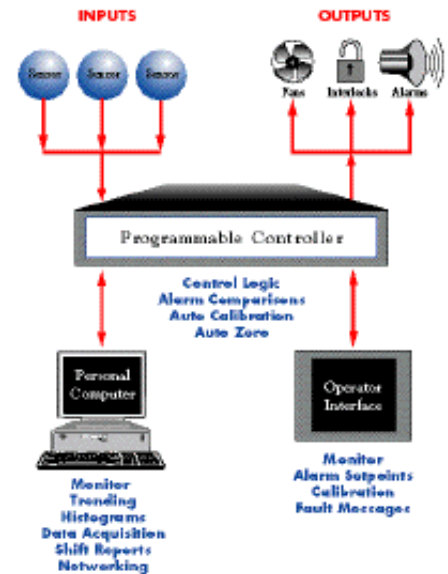 INPUTS
OUTPUTS
Sensor Sensor Sensor
Fans Interlocks Alarms
Programmable Controller
Control Logic
Alarm Comparisons
Auto Calibration
Auto Zero
Personal
Computer
Operator
Interface
Monitor
Trending
Histograms
Data Acquisition
Shift Reports
Networking
Monitor
Alarm Setpoints
Calibration
Fault Messages